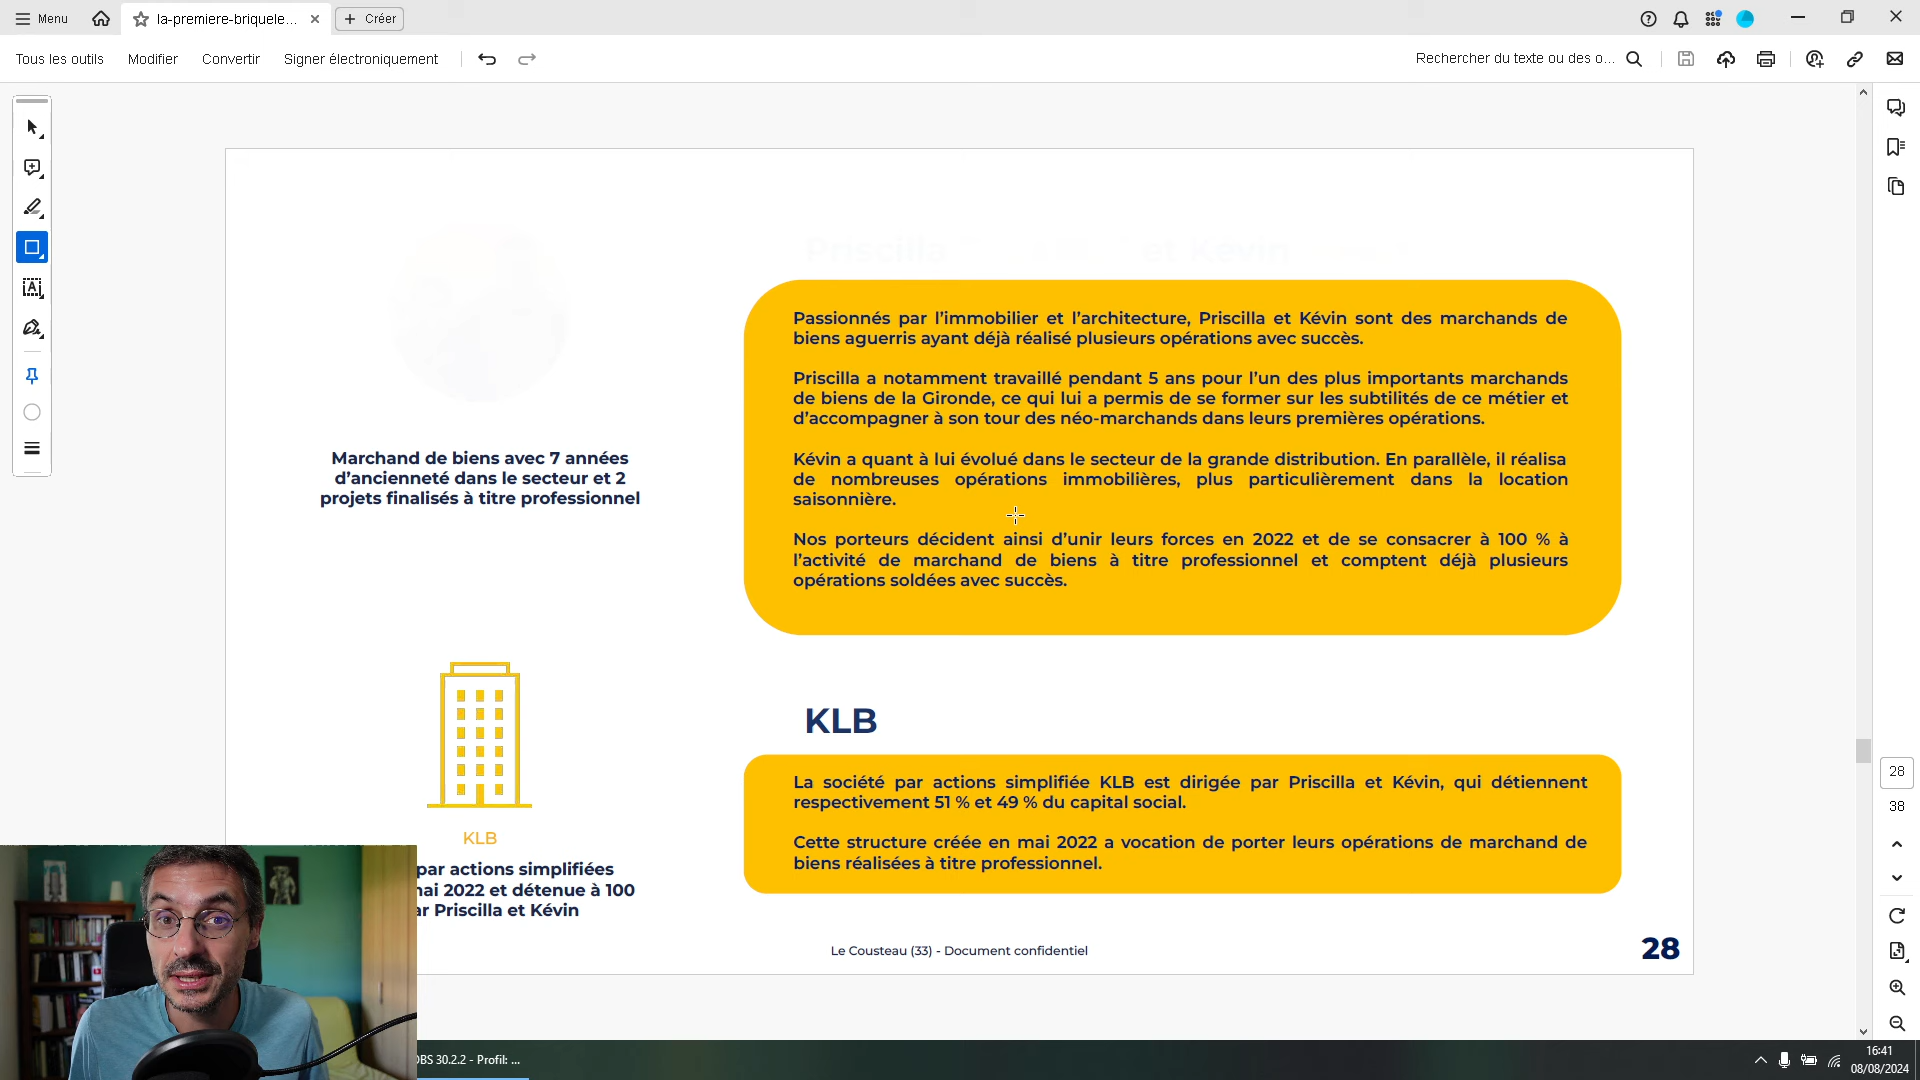 Menu
la-premiere-briquele...
Créer
Tous les outils
Modifier
Convertir
Signer électroniquement
Rechercher du texte ou des o...
Priscilla et Kévin
Passionnés par l’immobilier et l’architecture, Priscilla et Kévin sont des marchands de
biens aguerris ayant déjà réalisé plusieurs opérations avec succès.
Priscilla a notamment travaillé pendant 5 ans pour l’un des plus importants marchands
de biens de la Gironde, ce qui lui a permis de se former sur les subtilités de ce métier et
d’accompagner à son tour des néo-marchands dans leurs premières opérations.
Kévin a quant à lui évolué dans le secteur de la grande distribution. En parallèle, il réalisa
de nombreuses opérations immobilières, plus particulièrement dans la location
saisonnière.
Nos porteurs décident ainsi d’unir leurs forces en 2022 et de se consacrer à 100 % à
l’activité de marchand de biens à titre professionnel et comptent déjà plusieurs
opérations soldées avec succès.
Marchand de biens avec 7 années
d’ancienneté dans le secteur et 2
projets finalisés à titre professionnel
KLB
La société par actions simplifiée KLB est dirigée par Priscilla et Kévin, qui détiennent
respectivement 51 % et 49 % du capital social.
Cette structure créée en mai 2022 a vocation de porter leurs opérations de marchand de
biens réalisées à titre professionnel.
KLB
par actions simplifiées
mai 2022 et détenue à 100
Priscilla et Kévin
Le Cousteau (33) - Document confidentiel
28
28
38
OBS 30.2.2 - Profil: ...
16:41
08/08/2024